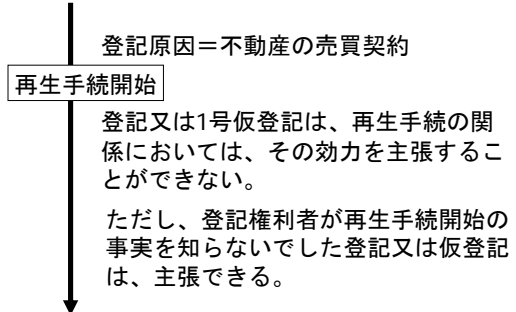 登記原因＝不動産の売買契約
再生手続開始
登記又は1号仮登記は、再生手続の関
係においては、その効力を主張するこ
とができない。
ただし、登記権利者が再生手続開始の
事実を知らないでした登記又は仮登記
は、主張できる。